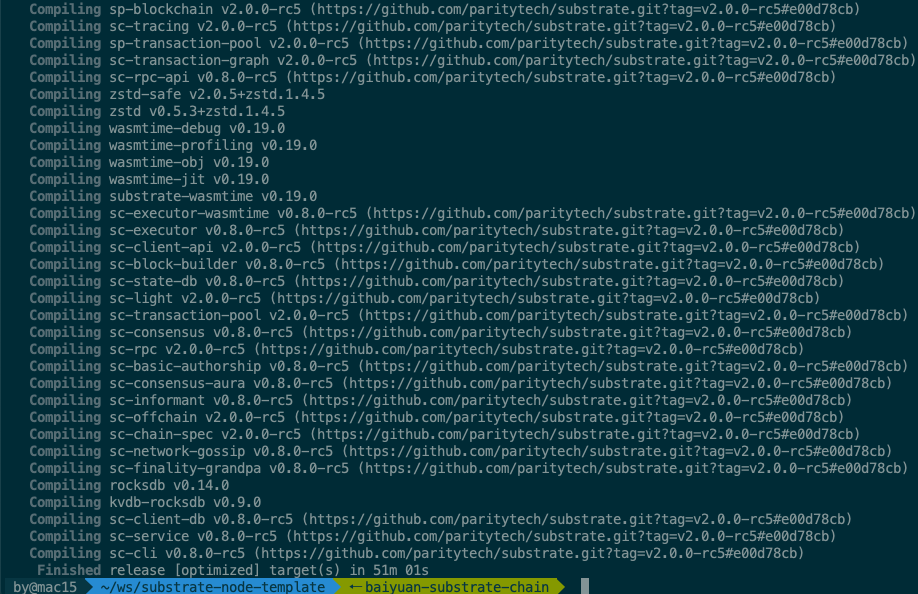 Compiling sp-blockchain v2.0.0-rc5 (https://github.com/paritytech/substrate.git?tag=v2.0.0-rc5#e00d78cb)
Compiling sc-tracing v2.0.0-rc5 (https://github.com/paritytech/substrate.git?tag=v2.0.0-rc5#e00d78cb)
Compiling sp-transaction-pool v2.0.0-rc5 (https://github.com/paritytech/substrate.git?tag=v2.0.0-rc5#e00d78cb)
Compiling sc-transaction-graph v2.0.0-rc5 (https://github.com/paritytech/substrate.git?tag=v2.0.0-rc5#e00d78cb)
Compiling sc-rpc-api v0.8.0-rc5 (https://github.com/paritytech/substrate.git?tag=v2.0.0-rc5#e00d78cb)
Compiling zstd-safe v2.0.5+zstd.1.4.5
Compiling zstd v0.5.3+zstd.1.4.5
Compiling wasmtime-debug v0.19.0
Compiling wasmtime-profiling v0.19.0
Compiling wasmtime-obj v0.19.0
Compiling wasmtime-jit v0.19.0
Compiling substrate-wasmtime v0.19.0
Compiling sc-executor-wasmtime v0.8.0-rc5 (https://github.com/paritytech/substrate.git?tag=v2.0.0-rc5#e00d78cb)
Compiling sc-executor v0.8.0-rc5 (https://github.com/paritytech/substrate.git?tag=v2.0.0-rc5#e00d78cb)
Compiling sc-client-api v2.0.0-rc5 (https://github.com/paritytech/substrate.git?tag=v2.0.0-rc5#e00d78cb)
Compiling sc-block-builder v0.8.0-rc5 (https://github.com/paritytech/substrate.git?tag=v2.0.0-rc5#e00d78cb)
Compiling sc-state-db v0.8.0-rc5 (https://github.com/paritytech/substrate.git?tag=v2.0.0-rc5#e00d78cb)
Compiling sc-light v2.0.0-rc5 (https://github.com/paritytech/substrate.git?tag=v2.0.0-rc5#e00d78cb)
Compiling sc-transaction-pool v2.0.0-rc5 (https://github.com/paritytech/substrate.git?tag=v2.0.0-rc5#e00d78cb)
Compiling sc-consensus v0.8.0-rc5 (https://github.com/paritytech/substrate.git?tag=v2.0.0-rc5#e00d78cb)
Compiling sc-rpc v2.0.0-rc5 (https://github.com/paritytech/substrate.git?tag=v2.0.0-rc5#e00d78cb)
Compiling sc-basic-authorship v0.8.0-rc5 (https://github.com/paritytech/substrate.git?tag=v2.0.0-rc5#e00d78cb)
Compiling sc-consensus-aura v0.8.0-rc5 (https://github.com/paritytech/substrate.git?tag=v2.0.0-rc5#e00d78cb)
Compiling sc-informant v0.8.0-rc5 (https://github.com/paritytech/substrate.git?tag=v2.0.0-rc5#e00d78cb)
Compiling sc-offchain v2.0.0-rc5 (https://github.com/paritytech/substrate.git?tag=v2.0.0-rc5#e00d78cb)
Compiling sc-chain-spec v2.0.0-rc5 (https://github.com/paritytech/substrate.git?tag=v2.0.0-rc5#e00d78cb)
Compiling sc-network-gossip v0.8.0-rc5 (https://github.com/paritytech/substrate.git?tag=v2.0.0-rc5#e00d78cb)
Compiling sc-finality-grandpa v0.8.0-rc5 (https://github.com/paritytech/substrate.git?tag=v2.0.0-rc5#e00d78cb)
Compiling rocksdb v0.14.0
Compiling kvdb-rocksdb v0.9.0
Compiling sc-client-db v0.8.0-rc5 (https://github.com/paritytech/substrate.git?tag=v2.0.0-rc5#e00d78cb)
Compiling sc-service v0.8.0-rc5 (https://github.com/paritytech/substrate.git?tag=v2.0.0-rc5#e00d78cb)
Compiling sc-cli v0.8.0-rc5 (https://github.com/paritytech/substrate.git?tag=v2.0.0-rc5#e00d78cb)
Finished release [optimized] target(s) in 51m 01s
by@mac15 ~/ws/substrate-node-template ← baiyuan-substrate-chain